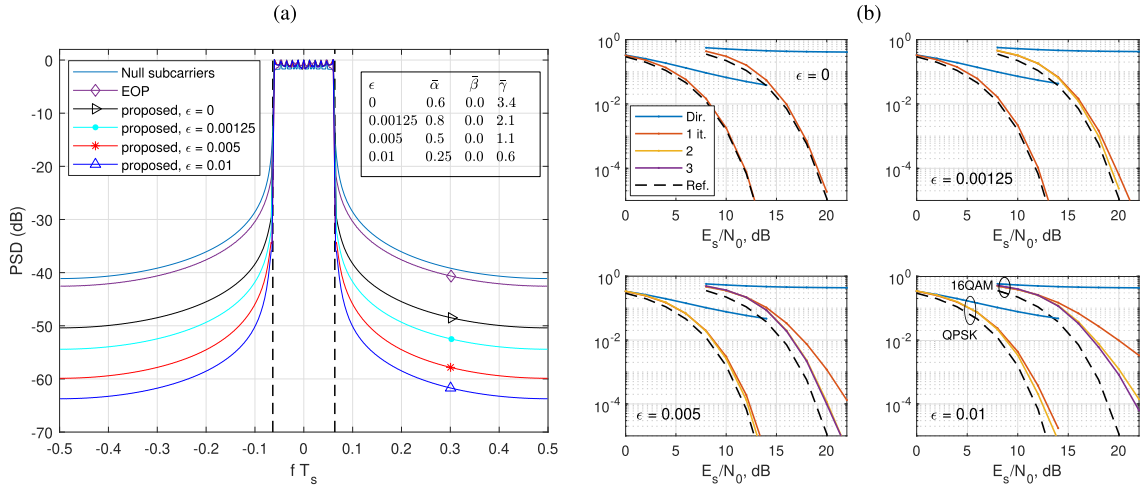 (a)
0
-10
-20
-30
-40
-50
-60
-70
PSD (dB)
Null subcarriers
EOP
proposed, ϵ = 0
proposed, ϵ = 0.00125
proposed, ϵ = 0.005
proposed, ϵ = 0.01
ϵ ᾱ β̄ γ̄
0 0.6 0.0 3.4
0.00125 0.8 0.0 2.1
0.005 0.5 0.0 1.1
0.01 0.25 0.0 0.6
-0.5 -0.4 -0.3 -0.2 -0.1 0 0.1 0.2 0.3 0.4 0.5
f T_s
(b)
10^0
10^-2
10^-4
ϵ = 0
Dir.
1 it.
2
3
Ref.
0 5 10 15 20
E_s/N_0, dB
10^0
10^-2
10^-4
ϵ = 0.00125
0 5 10 15 20
E_s/N_0, dB
10^0
10^-2
10^-4
ϵ = 0.005
0 5 10 15 20
E_s/N_0, dB
10^0
10^-2
10^-4
16QAM
QPSK
ϵ = 0.01
0 5 10 15 20
E_s/N_0, dB